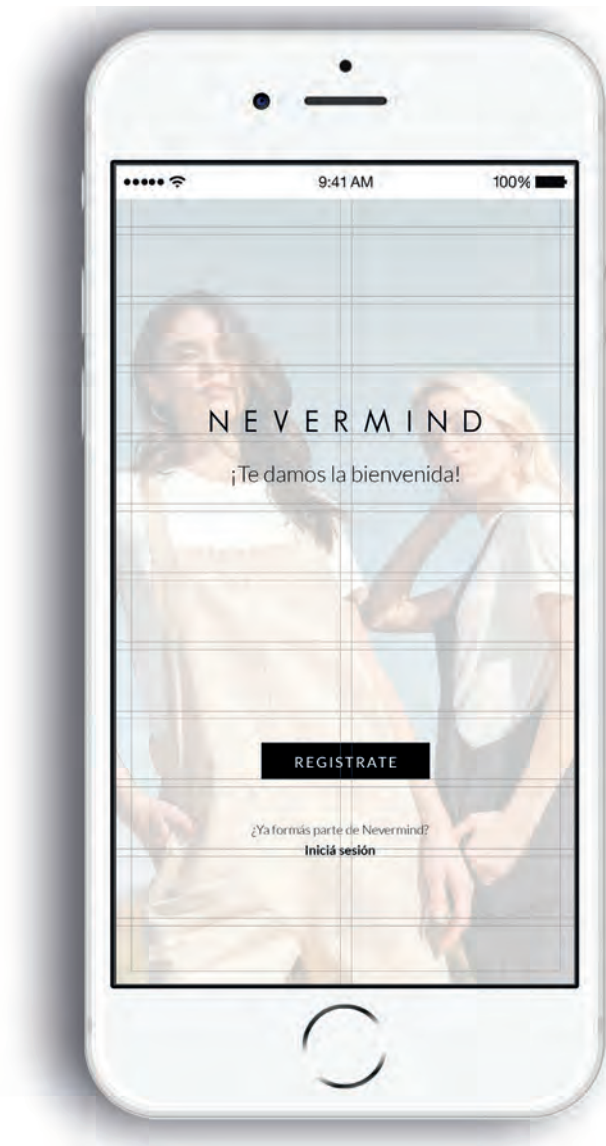 9:41 AM
100%
NEVERMIND
¡Te damos la bienvenida!
REGISTRATE
¿Ya formás parte de Nevermind?
Iniciá sesión